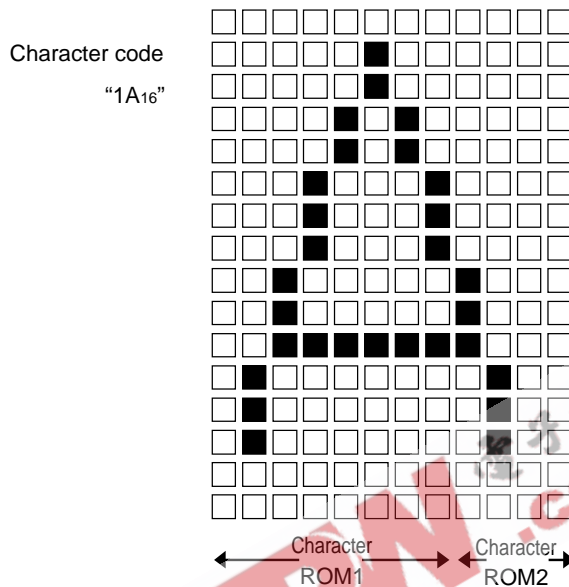 Character code
“1A16”
Character
ROM1
Character
ROM2